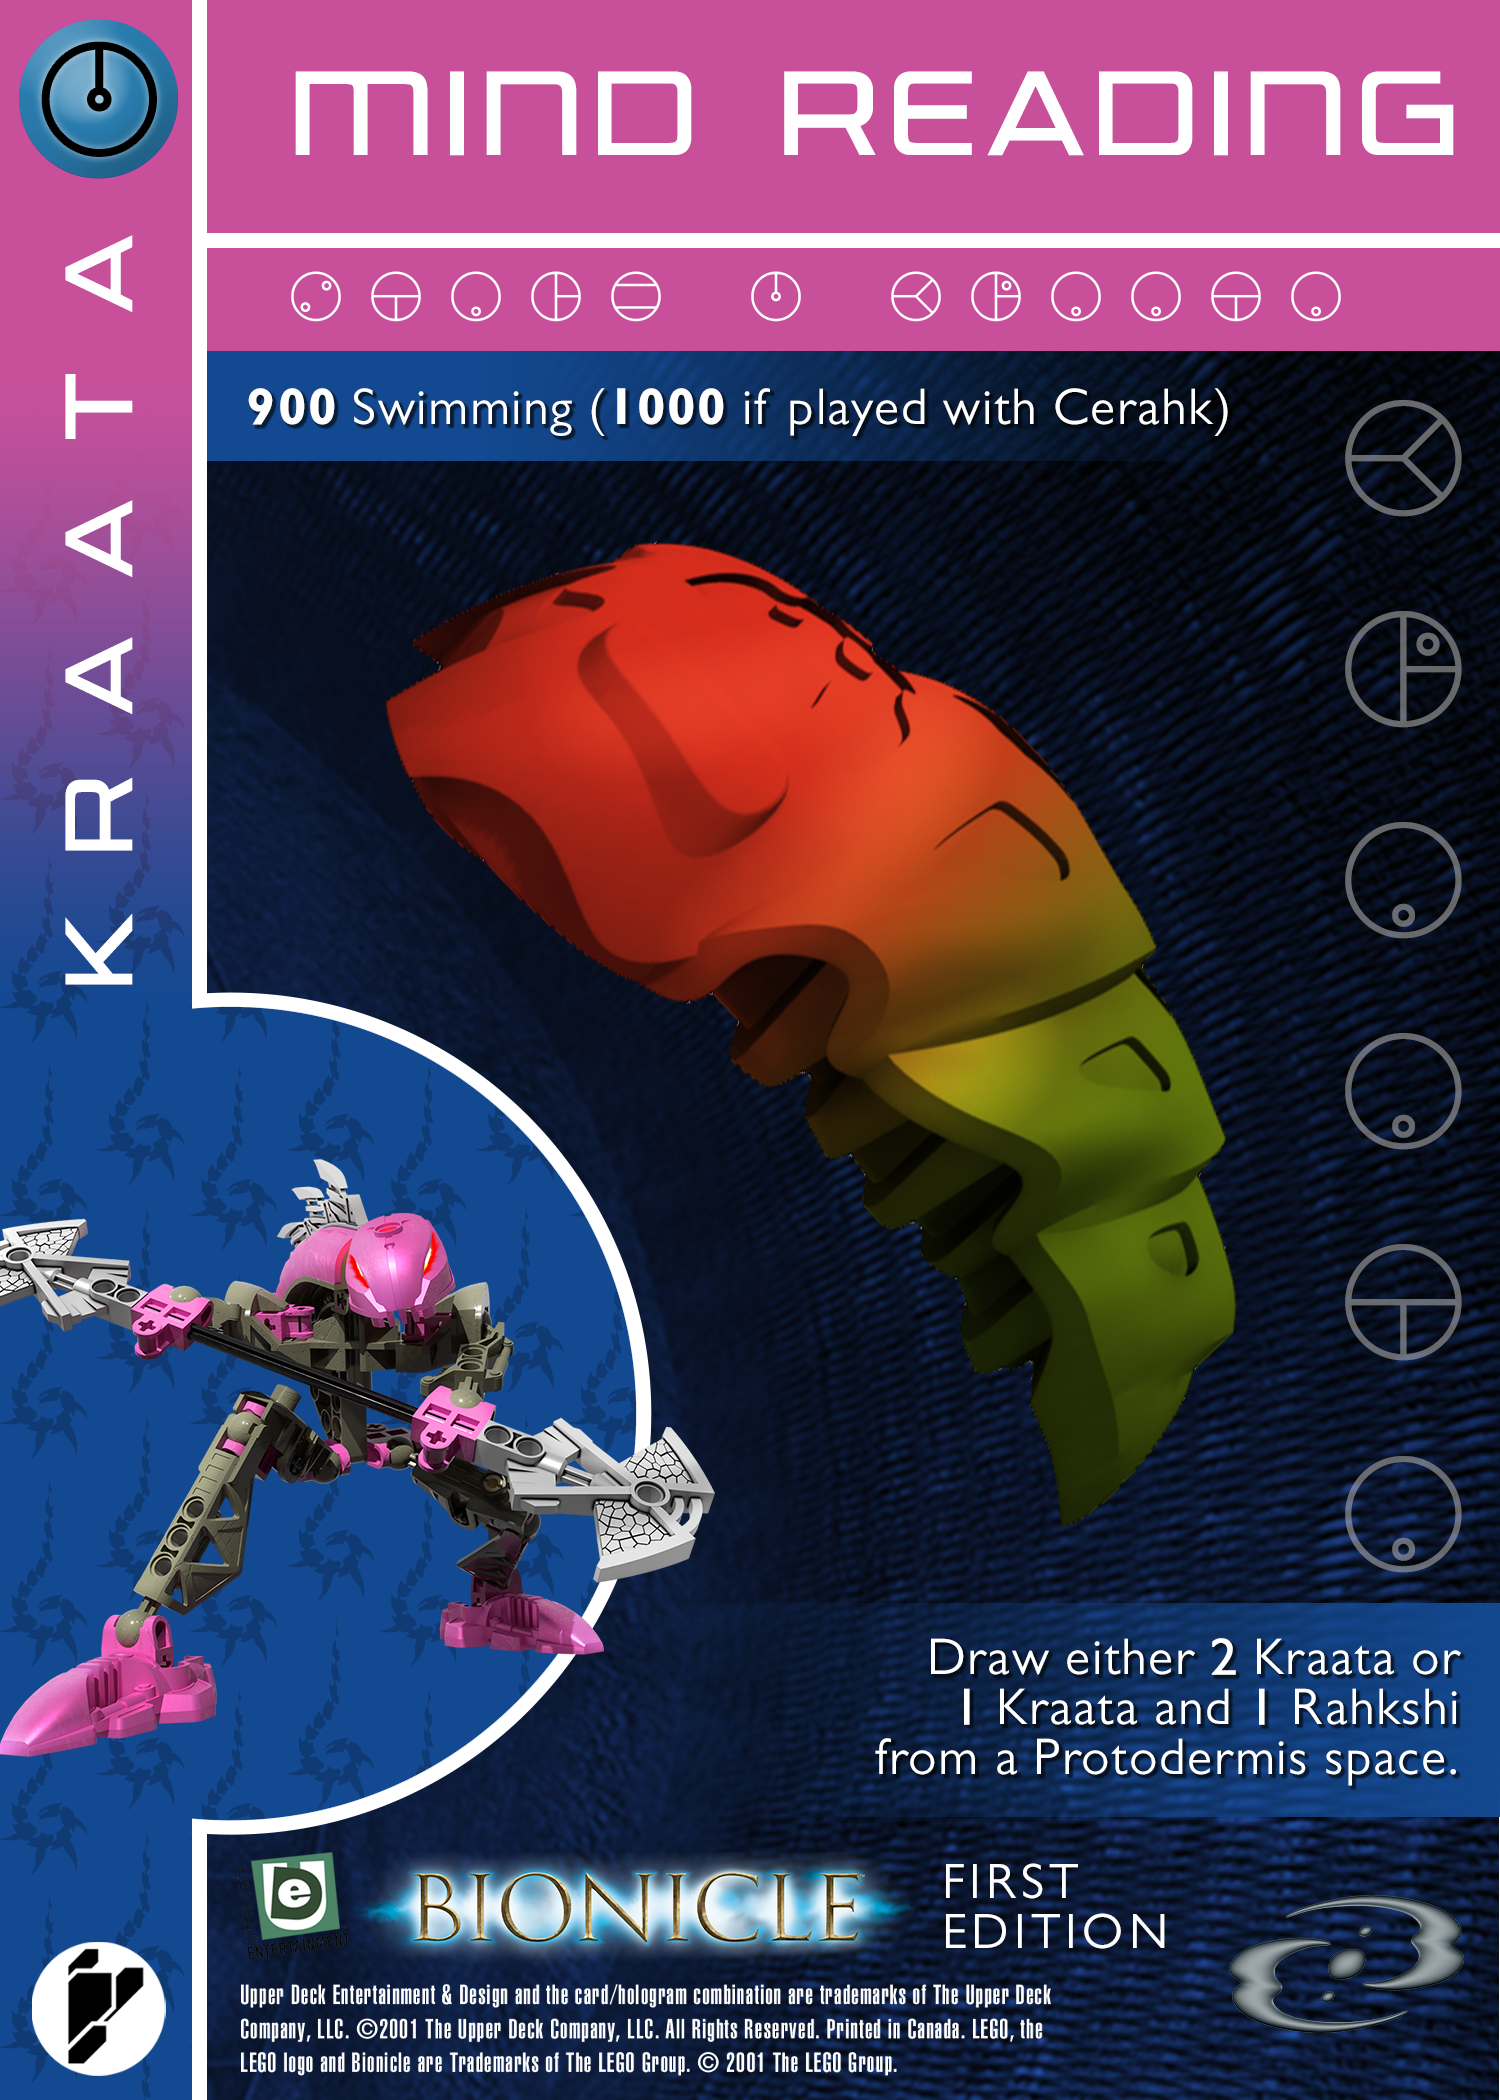 MIND READING
KRAATA
900 Swimming (1000 if played with Cerahk)
Draw either 2 Kraata or
1 Kraata and 1 Rahkshi
from a Protodermis space.
e
ENTERTAINMENT
BIONICLE
FIRST
EDITION
Upper Deck Entertainment & Design and the card/hologram combination are trademarks of The Upper Deck
Company, LLC. ©2001 The Upper Deck Company, LLC. All Rights Reserved. Printed in Canada. LEGO, the
LEGO logo and Bionicle are Trademarks of The LEGO Group. © 2001 The LEGO Group.